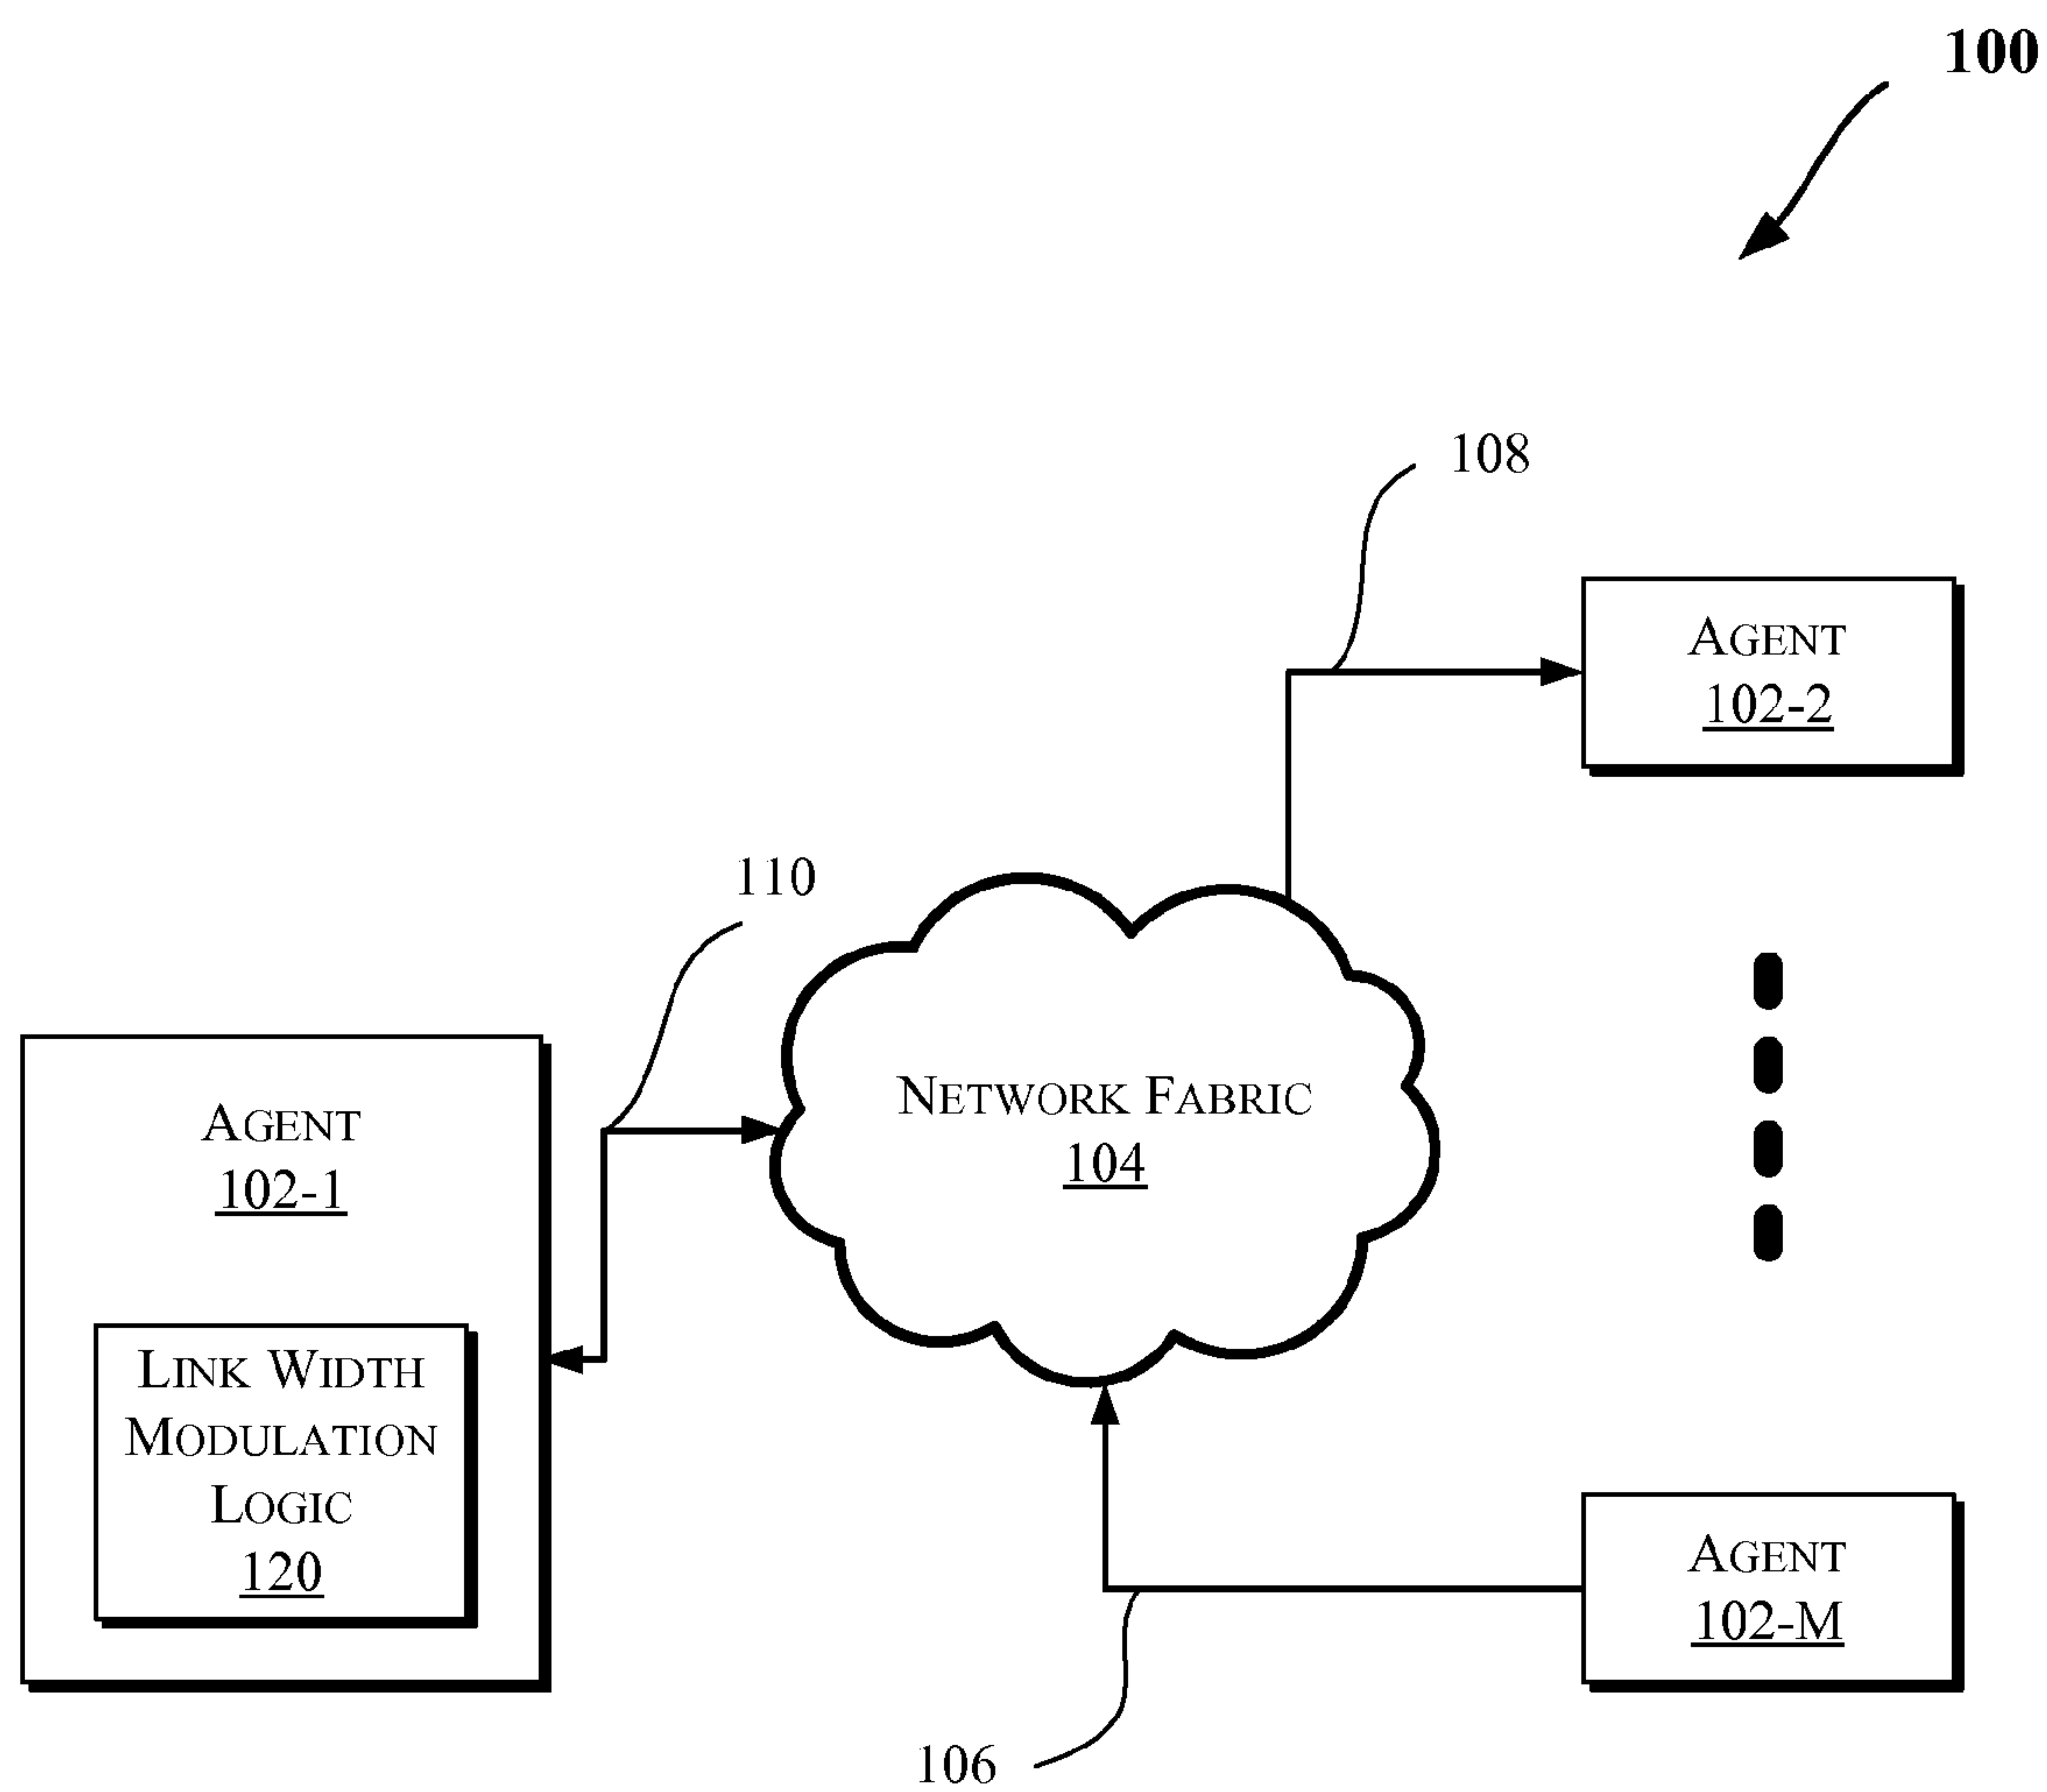 100
108
AGENT
102-2
110
NETWORK FABRIC
104
AGENT
102-1
LINK WIDTH
MODULATION
LOGIC
120
AGENT
102-M
106